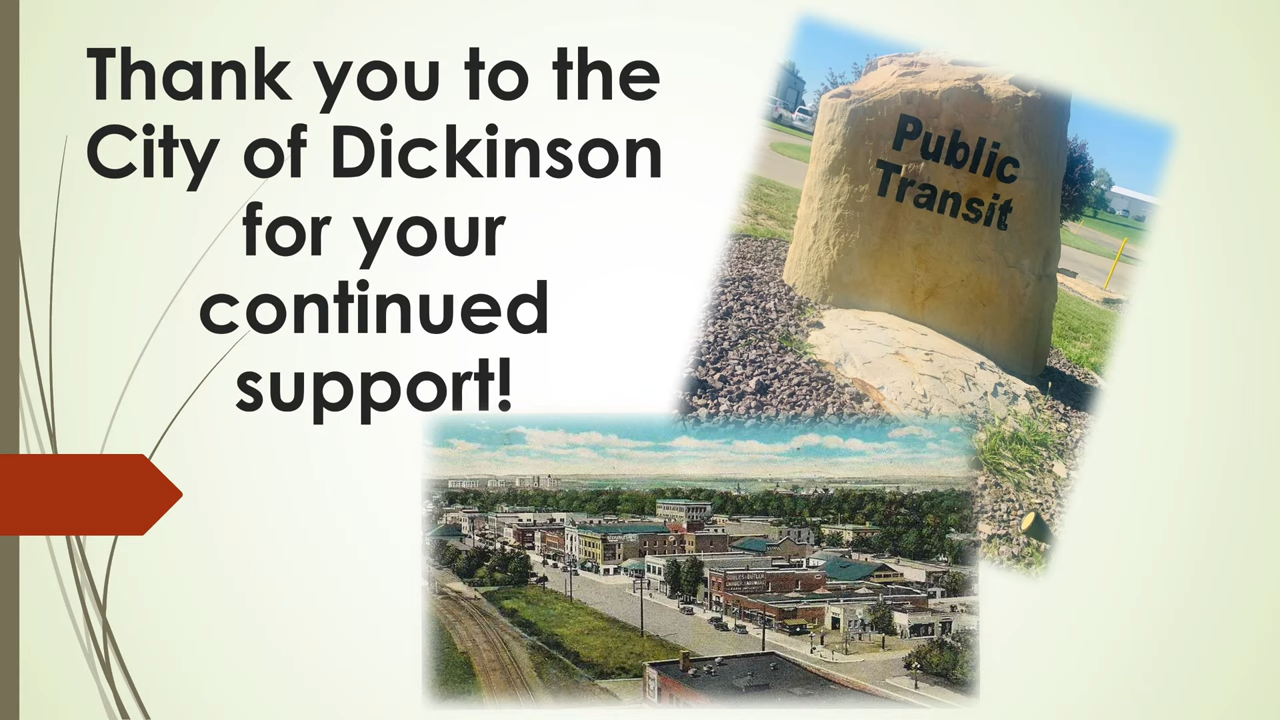 Thank you to the
City of Dickinson
for your
continued
support!
Public
Transit